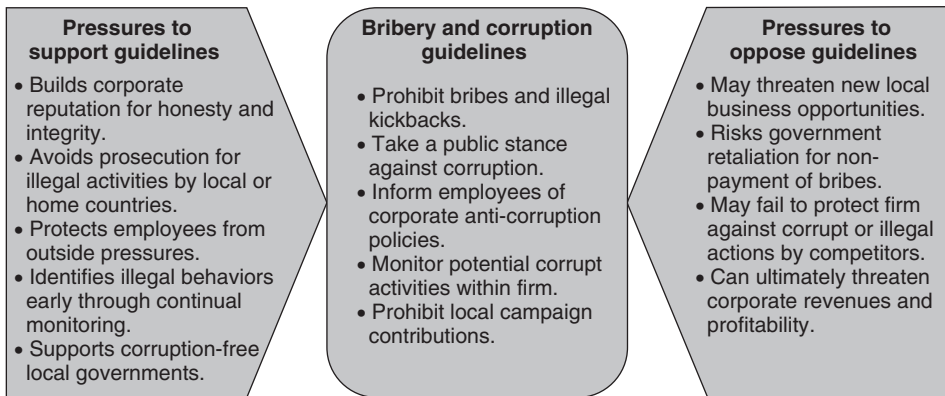 Pressures to
support guidelines
• Builds corporate
reputation for honesty and
integrity.
• Avoids prosecution for
illegal activities by local or
home countries.
• Protects employees from
outside pressures.
• Identifies illegal behaviors
early through continual
monitoring.
• Supports corruption-free
local governments.
Bribery and corruption
guidelines
• Prohibit bribes and illegal
kickbacks.
• Take a public stance
against corruption.
• Inform employees of
corporate anti-corruption
policies.
• Monitor potential corrupt
activities within firm.
• Prohibit local campaign
contributions.
Pressures to
oppose guidelines
• May threaten new local
business opportunities.
• Risks government
retaliation for non-
payment of bribes.
• May fail to protect firm
against corrupt or illegal
actions by competitors.
• Can ultimately threaten
corporate revenues and
profitability.